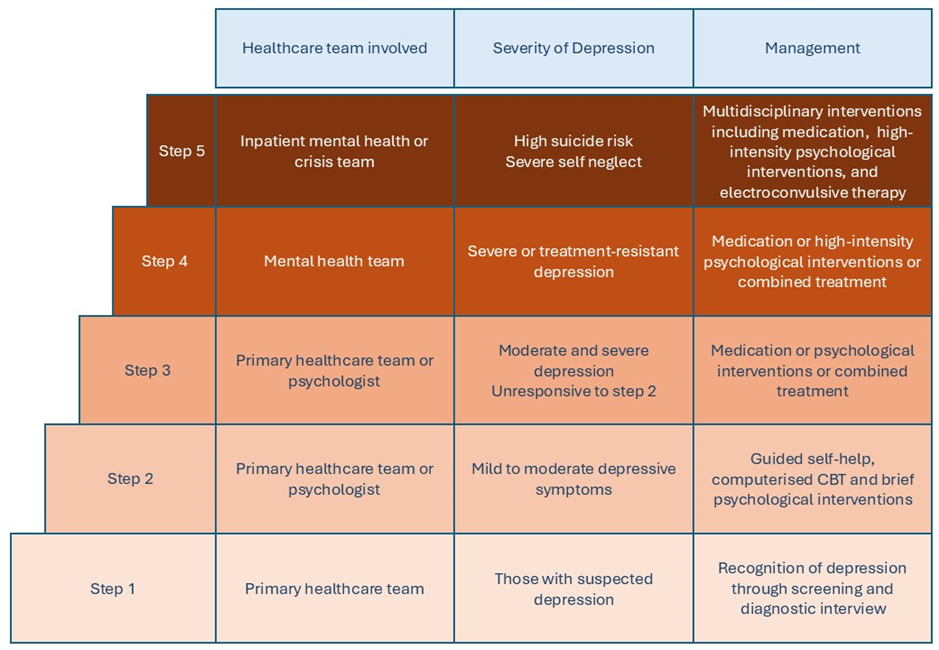 Healthcare team involved
Severity of Depression
Management
Step 5
Inpatient mental health or
crisis team
High suicide risk
Severe self neglect
Multidisciplinary interventions
including medication, high-
intensity psychological
interventions, and
electroconvulsive therapy
Step 4
Mental health team
Severe or treatment-resistant
depression
Medication or high-intensity
psychological interventions or
combined treatment
Step 3
Primary healthcare team or
psychologist
Moderate and severe
depression
Unresponsive to step 2
Medication or psychological
interventions or combined
treatment
Step 2
Primary healthcare team or
psychologist
Mild to moderate depressive
symptoms
Guided self-help,
computerised CBT and brief
psychological interventions
Step 1
Primary healthcare team
Those with suspected
depression
Recognition of depression
through screening and
diagnostic interview